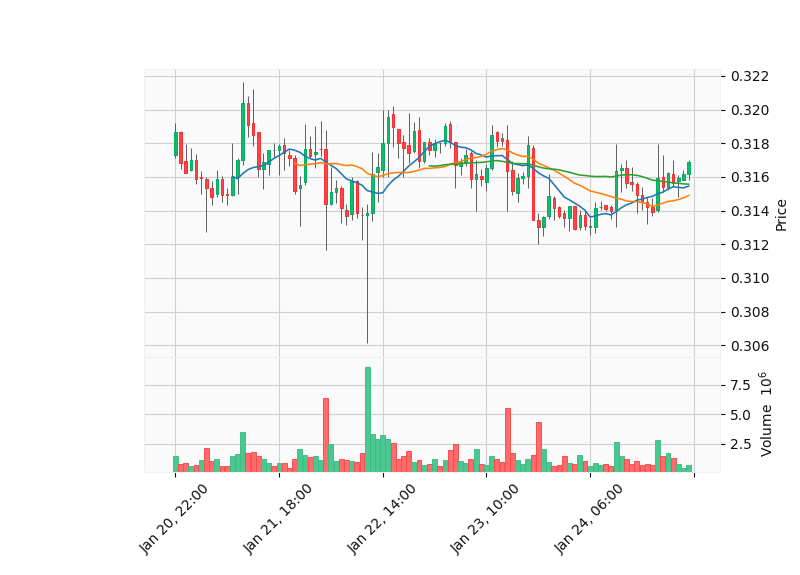 0.322
0.320
0.318
0.316
0.314
0.312
0.310
0.308
0.306
Price
7.5
5.0
2.5
Volume 10⁶
Jan 20, 22:00
Jan 21, 18:00
Jan 22, 14:00
Jan 23, 10:00
Jan 24, 06:00